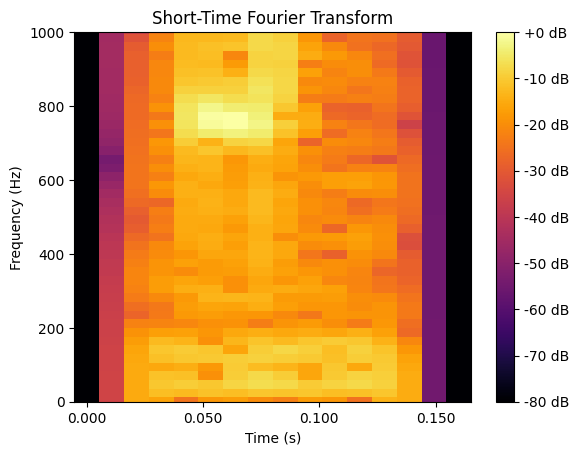 Short-Time Fourier Transform
1000
800
600
400
200
0
Frequency (Hz)
0.000
0.050
0.100
0.150
Time (s)
+0 dB
-10 dB
-20 dB
-30 dB
-40 dB
-50 dB
-60 dB
-70 dB
-80 dB